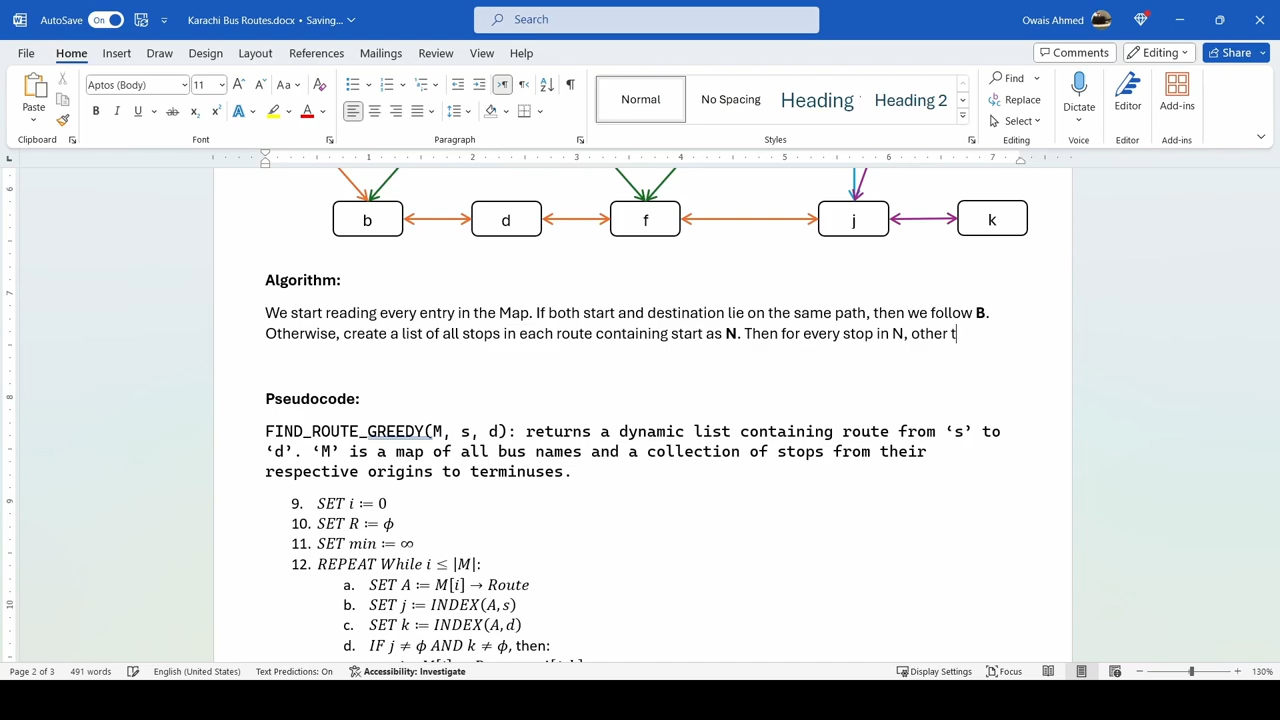 AutoSave On Karachi Bus Routes.docx • Saving... Search Owais Ahmed
File Home Insert Draw Design Layout References Mailings Review View Help Comments Editing Share
Paste Aptos (Body) 11 Normal No Spacing Heading Heading 2 Find Replace Select Dictate Editor Add-ins
Clipboard Font Paragraph Styles Editing Voice Editor Add-ins
1 2 3 4 5 6 7
b d f j k
Algorithm:
We start reading every entry in the Map. If both start and destination lie on the same path, then we follow B.
Otherwise, create a list of all stops in each route containing start as N. Then for every stop in N, other t
Pseudocode:
FIND_ROUTE_GREEDY(M, s, d): returns a dynamic list containing route from ‘s’ to
‘d’. ‘M’ is a map of all bus names and a collection of stops from their
respective origins to terminuses.
9. SET i ≔ 0
10. SET R ≔ ϕ
11. SET min ≔ ∞
12. REPEAT While i ≤ |M|:
a. SET A ≔ M[i] → Route
b. SET j ≔ INDEX(A, s)
c. SET k ≔ INDEX(A, d)
d. IF j ≠ ϕ AND k ≠ ϕ, then:
Page 2 of 3 491 words English (United States) Text Predictions: On Accessibility: Investigate Display Settings Focus 130%